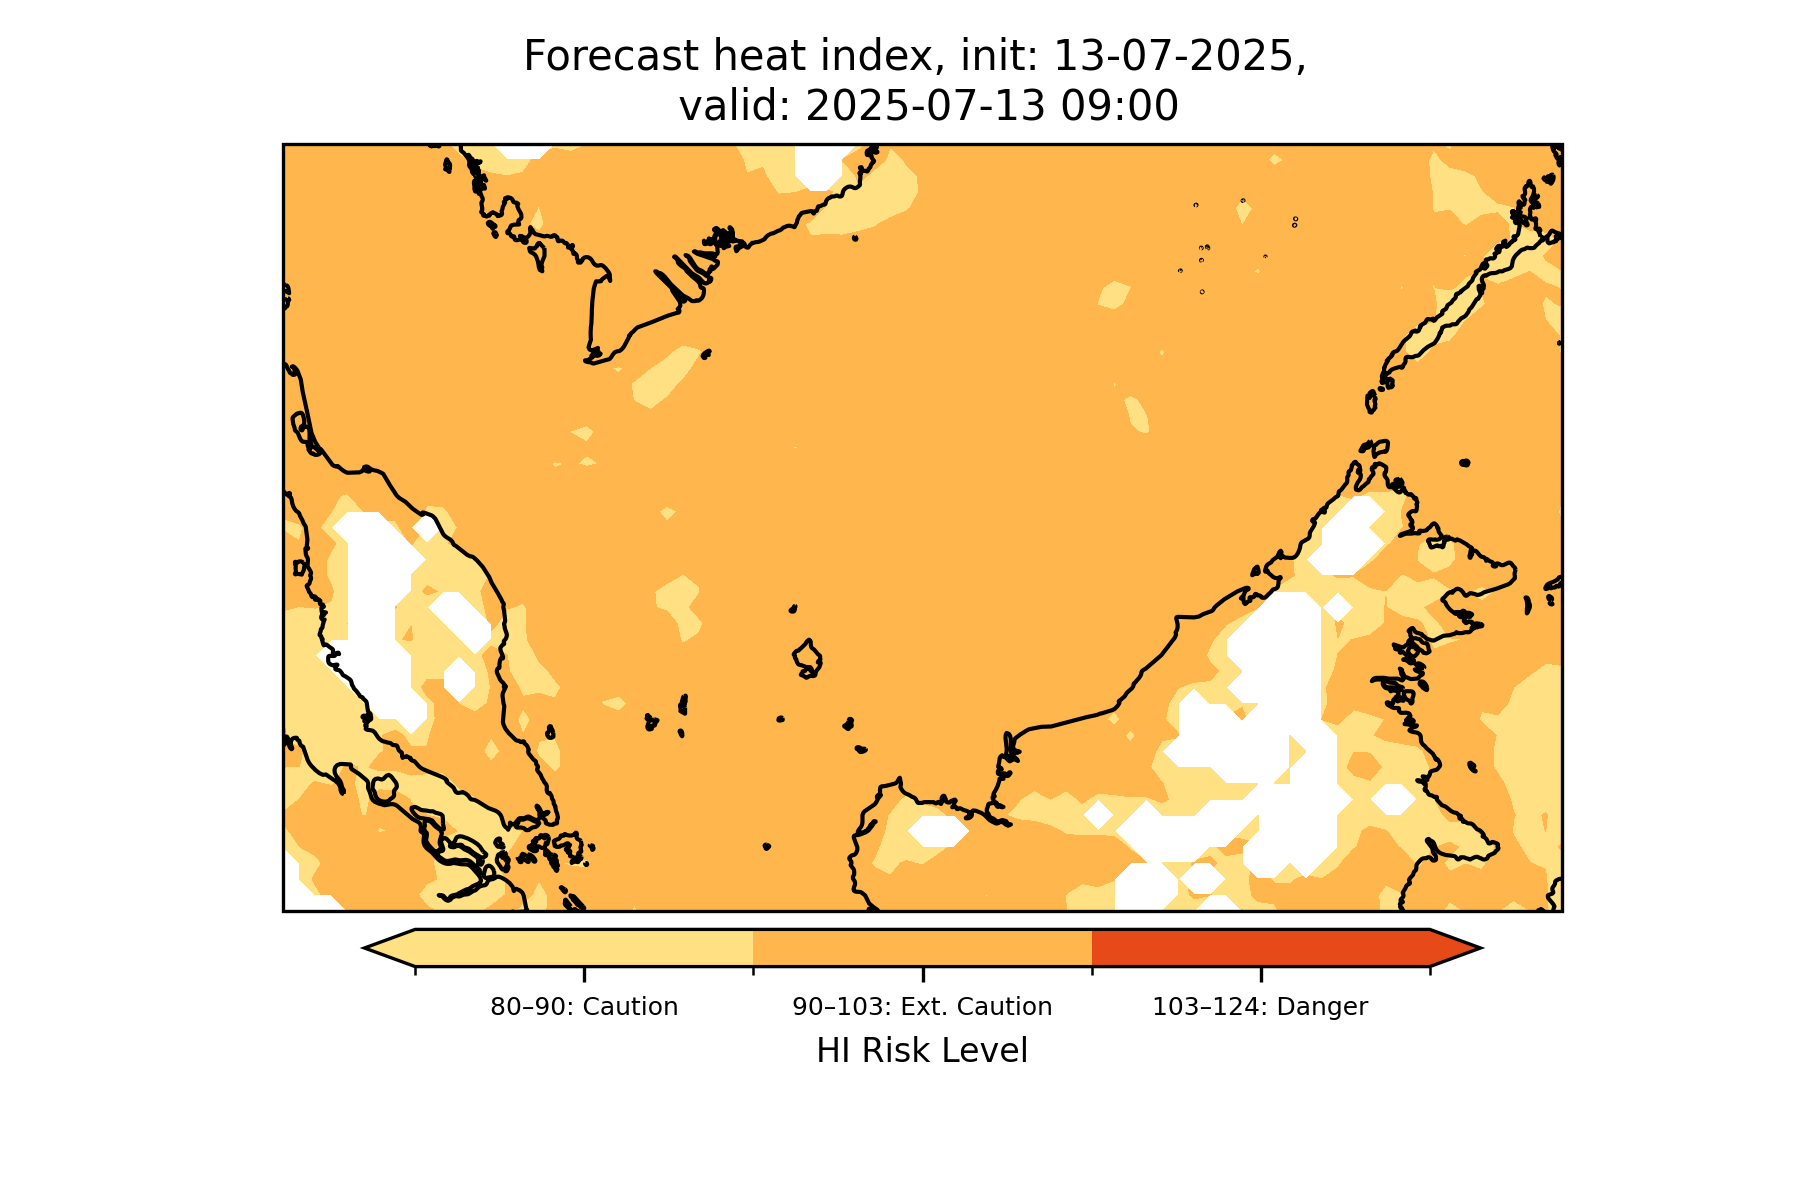 Forecast heat index, init: 13-07-2025,
valid: 2025-07-13 09:00
80–90: Caution
90–103: Ext. Caution
103–124: Danger
HI Risk Level